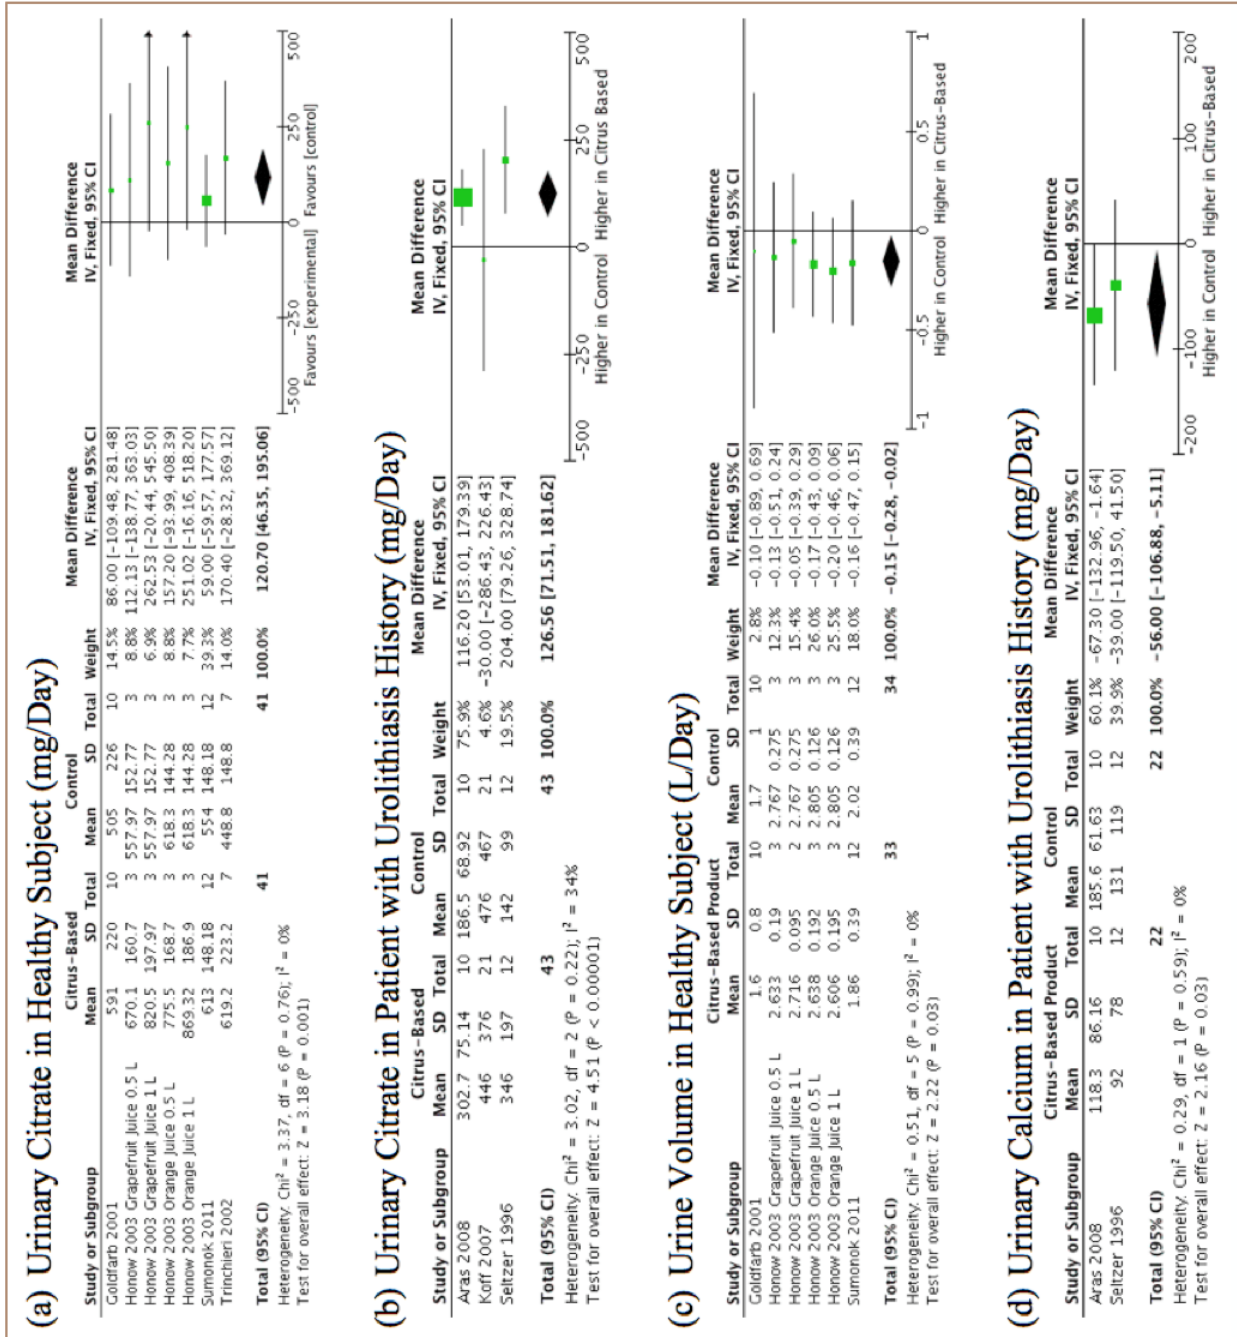 (a) Urinary Citrate in Healthy Subject (mg/Day)
Citrus-Based Control Mean Difference Mean Difference
Study or Subgroup Mean SD Total Mean SD Total Weight IV, Fixed, 95% CI IV, Fixed, 95% CI
Goldfarb 2001 591 220 10 505 226 10 14.5% 86.00 [-109.48, 281.48]
Honow 2003 Grapefruit Juice 0.5 L 670.1 160.7 3 557.97 152.77 3 8.8% 112.13 [-138.77, 363.03]
Honow 2003 Grapefruit Juice 1 L 820.5 197.97 3 557.97 152.77 3 6.9% 262.53 [-20.44, 545.50]
Honow 2003 Orange Juice 0.5 L 775.5 168.7 3 618.3 144.28 3 8.8% 157.20 [-93.99, 408.39]
Honow 2003 Orange Juice 1 L 869.32 186.9 3 618.3 144.28 3 7.7% 251.02 [-16.16, 518.20]
Sumonok 2011 613 148.18 12 554 148.18 12 39.3% 59.00 [-59.57, 177.57]
Trinchieri 2002 619.2 223.2 7 448.8 148.8 7 14.0% 170.40 [-28.32, 369.12]
Total (95% CI) 41 41 100.0% 120.70 [46.35, 195.06]
Heterogeneity. Chi² = 3.37, df = 6 (P = 0.76); I² = 0%
Test for overall effect: Z = 3.18 (P = 0.001)
-500 -250 0 250 500
Favours [experimental] Favours [control]
(b) Urinary Citrate in Patient with Urolithiasis History (mg/Day)
Citrus-Based Control Mean Difference Mean Difference
Study or Subgroup Mean SD Total Mean SD Total Weight IV, Fixed, 95% CI IV, Fixed, 95% CI
Aras 2008 302.7 75.14 10 186.5 68.92 10 75.9% 116.20 [53.01, 179.39]
Koff 2007 446 376 21 476 467 21 4.6% -30.00 [-286.43, 226.43]
Seltzer 1996 346 197 12 142 99 12 19.5% 204.00 [79.26, 328.74]
Total (95% CI) 43 43 100.0% 126.56 [71.51, 181.62]
Heterogeneity. Chi² = 3.02, df = 2 (P = 0.22); I² = 34%
Test for overall effect: Z = 4.51 (P < 0.00001)
-500 -250 0 250 500
Higher in Control Higher in Citrus Based
(c) Urine Volume in Healthy Subject (L/Day)
Citrus-Based Product Control Mean Difference Mean Difference
Study or Subgroup Mean SD Total Mean SD Total Weight IV, Fixed, 95% CI IV, Fixed, 95% CI
Goldfarb 2001 1.6 0.8 10 1.7 1 10 2.8% -0.10 [-0.89, 0.69]
Honow 2003 Grapefruit Juice 0.5 L 2.633 0.19 3 2.767 0.275 3 12.3% -0.13 [-0.51, 0.24]
Honow 2003 Grapefruit Juice 1 L 2.716 0.095 2 2.767 0.275 3 15.4% -0.05 [-0.39, 0.29]
Honow 2003 Orange Juice 0.5 L 2.638 0.192 3 2.805 0.126 3 26.0% -0.17 [-0.43, 0.09]
Honow 2003 Orange Juice 1 L 2.606 0.195 3 2.805 0.126 3 25.5% -0.20 [-0.46, 0.06]
Sumonok 2011 1.86 0.39 12 2.02 0.39 12 18.0% -0.16 [-0.47, 0.15]
Total (95% CI) 33 34 100.0% -0.15 [-0.28, -0.02]
Heterogeneity. Chi² = 0.51, df = 5 (P = 0.99); I² = 0%
Test for overall effect: Z = 2.22 (P = 0.03)
-1 -0.5 0 0.5 1
Higher in Control Higher in Citrus-Based
(d) Urinary Calcium in Patient with Urolithiasis History (mg/Day)
Citrus-Based Product Control Mean Difference Mean Difference
Study or Subgroup Mean SD Total Mean SD Total Weight IV, Fixed, 95% CI IV, Fixed, 95% CI
Aras 2008 118.3 86.16 10 185.6 61.63 10 60.1% -67.30 [-132.96, -1.64]
Seltzer 1996 92 78 12 131 119 12 39.9% -39.00 [-119.50, 41.50]
Total (95% CI) 22 22 100.0% -56.00 [-106.88, -5.11]
Heterogeneity. Chi² = 0.29, df = 1 (P = 0.59); I² = 0%
Test for overall effect: Z = 2.16 (P = 0.03)
-200 -100 0 100 200
Higher in Control Higher in Citrus-Based